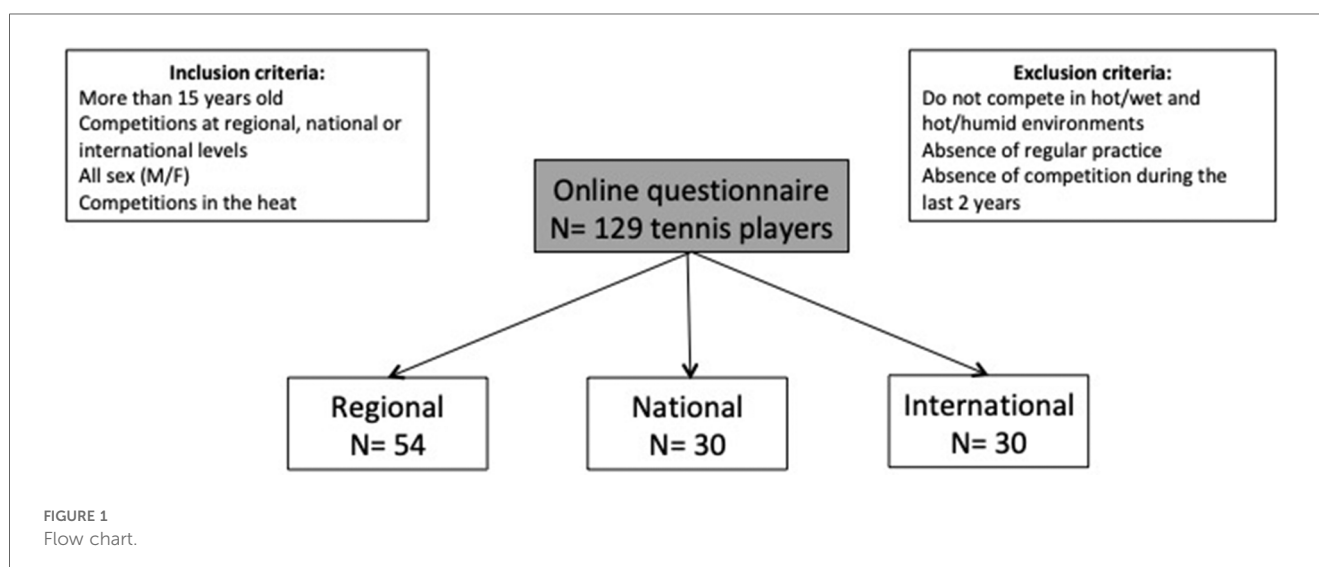 Inclusion criteria:
More than 15 years old
Competitions at regional, national or
international levels
All sex (M/F)
Competitions in the heat
Exclusion criteria:
Do not compete in hot/wet and
hot/humid environments
Absence of regular practice
Absence of competition during the
last 2 years
Online questionnaire
N= 129 tennis players
Regional
N= 54
National
N= 30
International
N= 30
FIGURE 1
Flow chart.